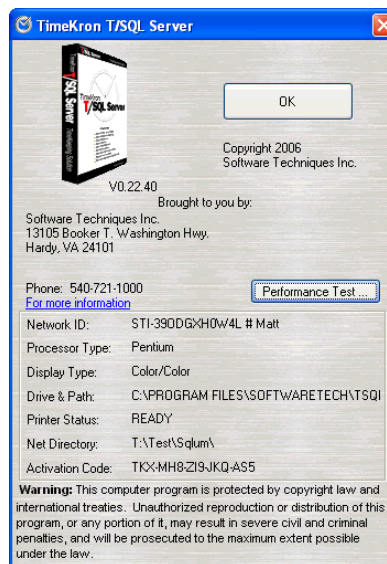 TimeKron T/SQL Server
T/SQL Server
OK
Copyright 2006
Software Techniques Inc.
V0.22.40
Brought to you by:
Software Techniques Inc.
13105 Booker T. Washington Hwy.
Hardy, VA 24101
Phone: 540-721-1000
For more information
Performance Test ...
Network ID: STI-39ODGXH0W4L # Matt
Processor Type: Pentium
Display Type: Color/Color
Drive & Path: C:\PROGRAM FILES\SOFTWARETECH\TSQI
Printer Status: READY
Net Directory: T:\Test\Sqlum\
Activation Code: TKX-MH8-ZI9-JKQ-AS5
Warning: This computer program is protected by copyright law and
international treaties. Unauthorized reproduction or distribution of this
program, or any portion of it, may result in severe civil and criminal
penalties, and will be prosecuted to the maximum extent possible
under the law.